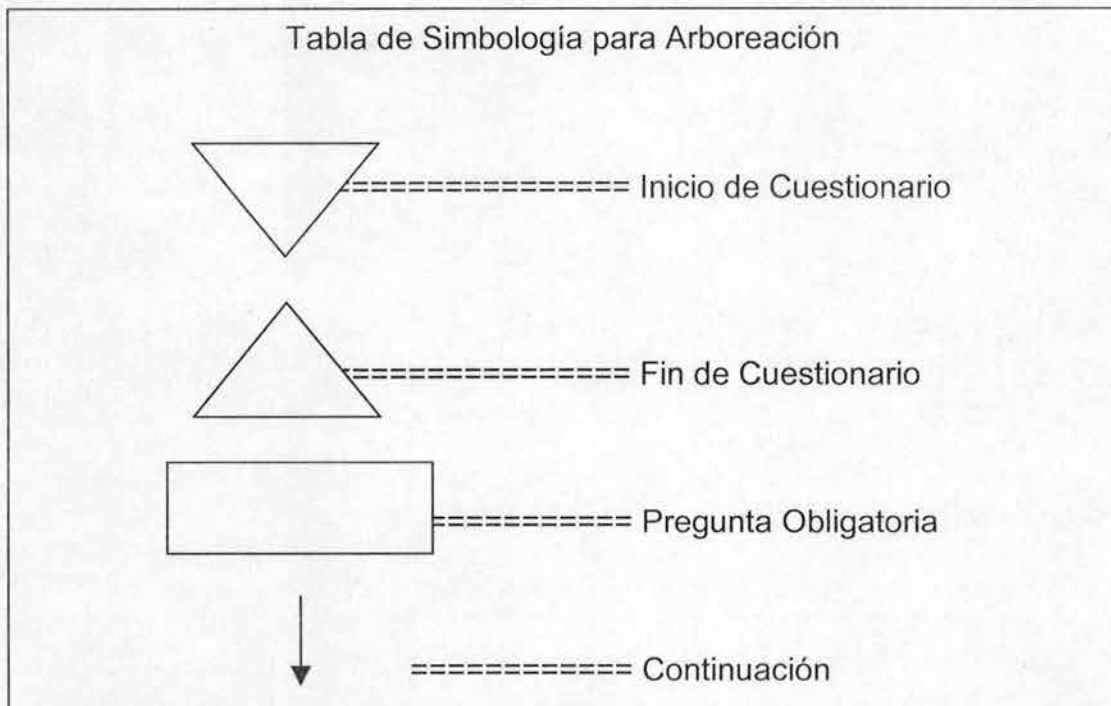 Tabla de Simbología para Arboreación
============== Inicio de Cuestionario
============== Fin de Cuestionario
========== Pregunta Obligatoria
=========== Continuación